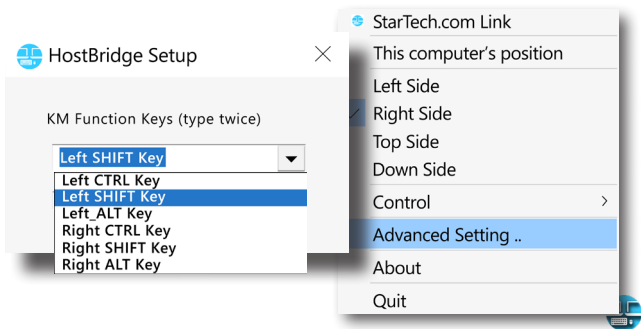 HostBridge Setup
KM Function Keys (type twice)
Left SHIFT Key
Left CTRL Key
Left SHIFT Key
Left_ALT Key
Right CTRL Key
Right SHIFT Key
Right ALT Key
StarTech.com Link
This computer’s position
Left Side
Right Side
Top Side
Down Side
Control
Advanced Setting ..
About
Quit